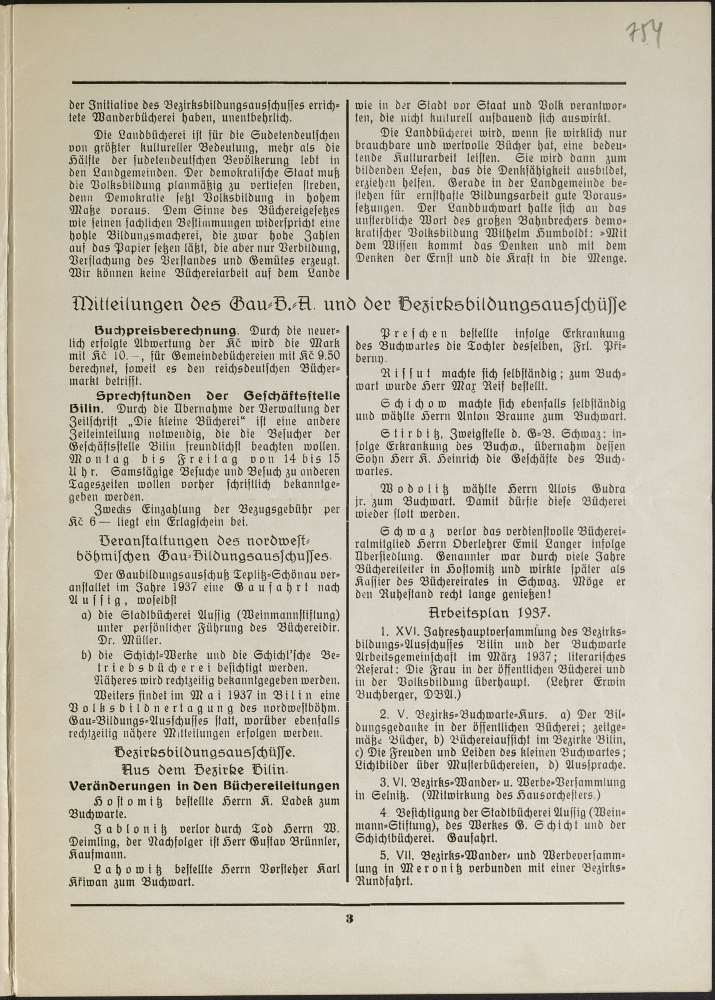 754
der Initiative des Bezirksbildungsausschusses errich-
tete Wanderbücherei haben, unentbehrlich.
Die Landbücherei ist für die Sudetendeutschen
von größter kultureller Bedeutung, mehr als die
Hälfte der sudetendeutschen Bevölkerung lebt in
den Landgemeinden. Der demokratische Staat muß
die Volksbildung planmäßig zu vertiefen streben,
denn Demokratie setzt Volksbildung in hohem
Maße voraus. Dem Sinne des Büchereigesetzes
wie seinen sachlichen Bestimmungen widerspricht eine
hohle Bildungsmacherei, die zwar hohe Zahlen
auf das Papier setzen läßt, die aber nur Verbildung,
Verflachung des Verstandes und Gemütes erzeugt.
Wir können keine Büchereiarbeit auf dem Lande
wie in der Stadt vor Staat und Volk verantwor-
ten, die nicht kulturell aufbauend sich auswirkt.
Die Landbücherei wird, wenn sie wirklich nur
brauchbare und wertvolle Bücher hat, eine bedeu-
tende Kulturarbeit leisten. Sie wird dann zum
bildenden Lesen, das die Denkfähigkeit ausbildet,
erziehen helfen. Gerade in der Landgemeinde be-
stehen für ernsthafte Bildungsarbeit gute Voraus-
setzungen. Der Landbuchwart halte sich an das
unsterbliche Wort des großen Bahnbrechers demo-
kratischer Volksbildung Wilhelm Humboldt: »Mit
dem Wissen kommt das Denken und mit dem
Denken der Ernst und die Kraft in die Menge.
Mitteilungen des Gau-B.-A. und der Bezirksbildungsausschüsse
Buchpreisberechnung. Durch die neuer-
lich erfolgte Abwertung der Kč wird die Mark
mit Kč 10.—, für Gemeindebüchereien mit Kč 9.50
berechnet, soweit es den reichsdeutschen Bücher-
markt betrifft.
Sprechstunden der Geschäftsstelle
Bilin. Durch die Übernahme der Verwaltung der
Zeitschrift „Die kleine Bücherei“ ist eine andere
Zeiteinteilung notwendig, die die Besucher der
Geschäftsstelle Bilin freundlichst beachten wollen.
Montag bis Freitag von 14 bis 15
Uhr. Samstägige Besuche und Besuch zu anderen
Tageszeiten wollen vorher schriftlich bekanntge-
geben werden.
Zwecks Einzahlung der Bezugsgebühr per
Kč 6— liegt ein Erlagschein bei.
Veranstaltungen des nordwest-
böhmischen Gau-Bildungsausschusses.
Der Gaubildungsausschuß Teplitz-Schönau ver-
anstaltet im Jahre 1937 eine Gaufahrt nach
Aussig, woselbst
a) die Stadtbücherei Aussig (Weinmannstiftung)
unter persönlicher Führung des Büchereidir.
Dr. Müller.
b) die Schicht-Werke und die Schicht'sche Be-
triebsbücherei besichtigt werden.
Näheres wird rechtzeitig bekanntgegeben werden.
Weiters findet im Mai 1937 in Bilin eine
Volksbildnertagung des nordwestböhm.
Gau-Bildungs-Ausschusses statt, worüber ebenfalls
rechtzeitig nähere Mitteilungen erfolgen werden.
Bezirksbildungsausschüsse.
Aus dem Bezirke Bilin.
Veränderungen in den Büchereileitungen
Hostomitz bestellte Herrn K. Ladek zum
Buchwarte.
Jablonitz verlor durch Tod Herrn W.
Deimling, der Nachfolger ist Herr Gustav Brünnler,
Kaufmann.
Lahowitz bestellte Herrn Vorsteher Karl
Křiwan zum Buchwart.
Preschen bestellte infolge Erkrankung
des Buchwartes die Tochter desselben, Frl. Při-
berny.
Rissut machte sich selbständig; zum Buch-
wart wurde Herr Max Reif bestellt.
Schichow machte sich ebenfalls selbständig
und wählte Herrn Anton Braune zum Buchwart.
Stirbitz, Zweigstelle d. G-B. Schwaz: in-
folge Erkrankung des Buchw., übernahm dessen
Sohn Herr K. Heinrich die Geschäfte des Buch-
wartes.
Wodolitz wählte Herrn Alois Gudra
jr. zum Buchwart. Damit dürfte diese Bücherei
wieder flott werden.
Schwaz verlor das verdienstvolle Bücherei-
ratmitglied Herrn Oberlehrer Emil Langer infolge
Übersiedlung. Genannter war durch viele Jahre
Büchereileiter in Hostomitz und wirkte später als
Kassier des Büchereirates in Schwaz. Möge er
den Ruhestand recht lange genießen!
Arbeitsplan 1937.
1. XVI. Jahreshauptversammlung des Bezirks-
bildungs-Ausschusses Bilin und der Buchwarte
Arbeitsgemeinschaft im März 1937; literarisches
Referat: Die Frau in der öffentlichen Bücherei und
in der Volksbildung überhaupt. (Lehrer Erwin
Buchberger, DBA.)
2. V. Bezirks-Buchwarte-Kurs. a) Der Bil-
dungsgedanke in der öffentlichen Bücherei; zeitge-
mäße Bücher, b) Büchereiaufsicht im Bezirke Bilin,
c) Die Freuden und Leiden des kleinen Buchwartes;
Lichtbilder über Musterbüchereien, d) Aussprache.
3. VI. Bezirks-Wander- u. Werbe-Versammlung
in Selnitz. (Mitwirkung des Hausorchesters.)
4. Besichtigung der Stadtbücherei Aussig (Wein-
mann-Stiftung), des Werkes G. Schicht und der
Schichtbücherei. Gaufahrt.
5. VII. Bezirks-Wander- und Werbeversamm-
lung in Meronitz verbunden mit einer Bezirks-
Rundfahrt.
3